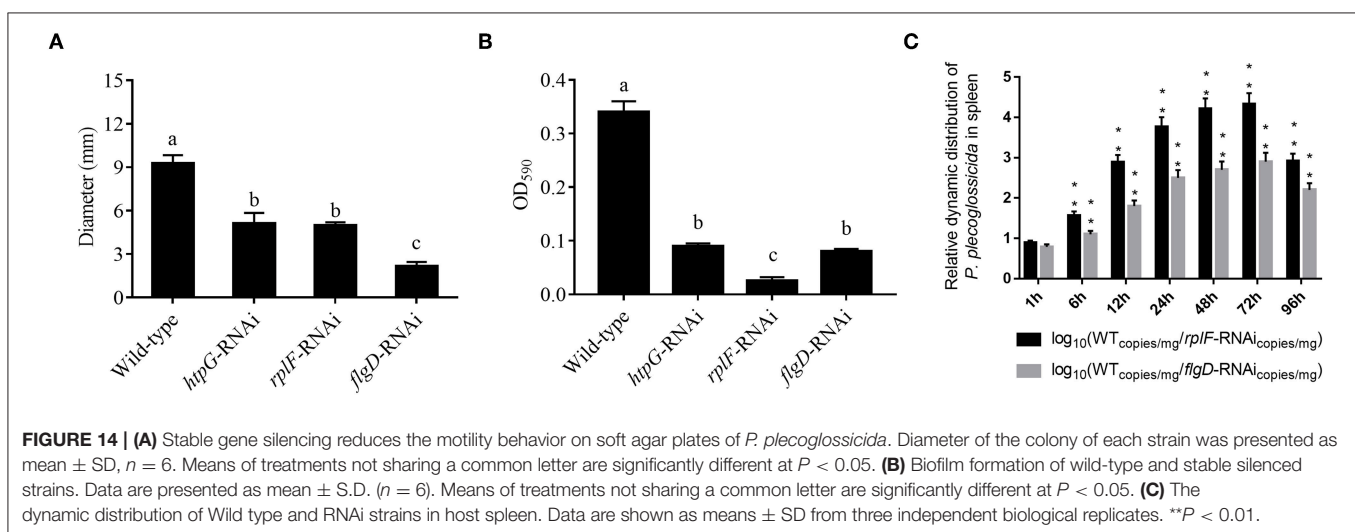 A
Diameter (mm)
15
12
9
6
3
0
a
b
b
c
Wild-type
htpG-RNAi
rplF-RNAi
flgD-RNAi
B
OD590
0.4
0.3
0.2
0.1
0.0
a
b
c
b
Wild-type
htpG-RNAi
rplF-RNAi
flgD-RNAi
C
Relative dynamic distribution of
P. plecoglossicida in spleen
5
4
3
2
1
0
** ** ** ** ** ** ** ** ** ** ** **
1h 6h 12h 24h 48h 72h 96h
log10(WTcopies/mg/rplF-RNAicopies/mg)
log10(WTcopies/mg/flgD-RNAicopies/mg)
FIGURE 14 | (A) Stable gene silencing reduces the motility behavior on soft agar plates of P. plecoglossicida. Diameter of the colony of each strain was presented as
mean ± SD, n = 6. Means of treatments not sharing a common letter are significantly different at P < 0.05. (B) Biofilm formation of wild-type and stable silenced
strains. Data are presented as mean ± S.D. (n = 6). Means of treatments not sharing a common letter are significantly different at P < 0.05. (C) The
dynamic distribution of Wild type and RNAi strains in host spleen. Data are shown as means ± SD from three independent biological replicates. **P < 0.01.